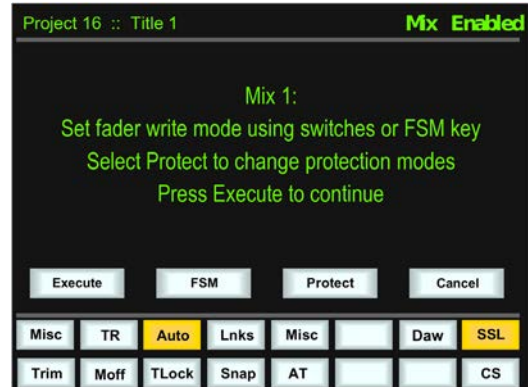 Project 16 :: Title 1 Mix Enabled
Mix 1:
Set fader write mode using switches or FSM key
Select Protect to change protection modes
Press Execute to continue
Execute FSM Protect Cancel
Misc TR Auto Lnks Misc Daw SSL
Trim Moff TLock Snap AT CS